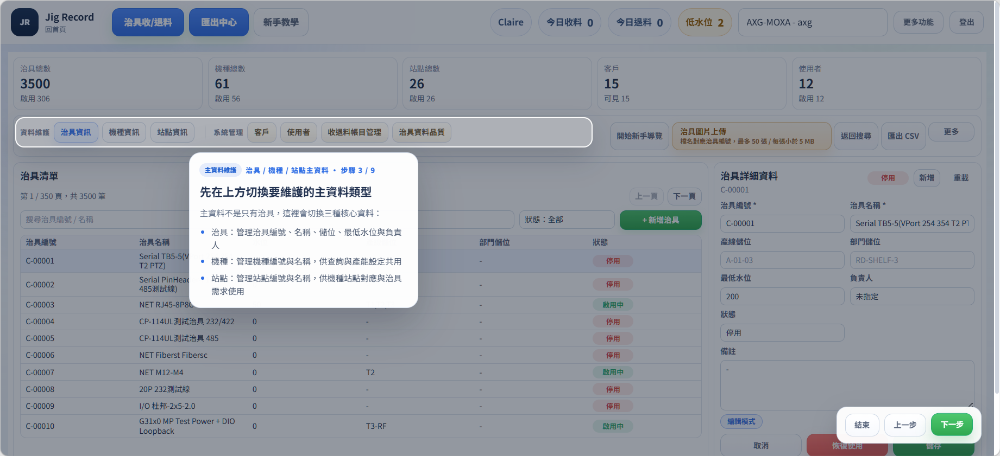 JR
Jig Record
回首頁
治具收/退料
匯出中心
新手教學
Claire
今日收料 0
今日退料 0
低水位 2
AXG-MOXA - axg
更多功能
登出
治具總數
3500
啟用 306
機種總數
61
啟用 56
站點總數
26
啟用 26
客戶
15
可見 15
使用者
12
啟用 12
資料維護
治具資訊
機種資訊
站點資訊
系統管理
客戶
使用者
收退料帳目管理
治具資料品質
開始新手導覽
治具圖片上傳
檔名對應治具編號，最多 50 張 / 每張小於 5 MB
返回搜尋
匯出 CSV
更多
主資料維護 治具 / 機種 / 站點主資料 • 步驟 3 / 9
先在上方切換要維護的主資料類型
主資料不是只有治具，這裡會切換三種核心資料：
• 治具：管理治具編號、名稱、儲位、最低水位與負責
人
• 機種：管理機種編號與名稱，供查詢與產能設定共用
• 站點：管理站點編號與名稱，供機種站點對應與治具
需求使用
治具清單
第 1 / 350 頁，共 3500 筆
上一頁
下一頁
搜尋治具編號 / 名稱
狀態：全部
+ 新增治具
治具編號 治具名稱 部門儲位 狀態
C-00001 Serial TB5-5(V
T2 PTZ) - 停用
C-00002 Serial PinHea
485測試線) - 停用
C-00003 NET RJ45-8P8C - 啟用中
C-00004 CP-114UL測試治具 232/422 0 - - 停用
C-00005 CP-114UL測試治具 485 0 - - 停用
C-00006 NET Fiberst Fibersc 0 - - 停用
C-00007 NET M12-M4 0 T2 - 啟用中
C-00008 20P 232測試線 0 - - 停用
C-00009 I/O 杜邦-2x5-2.0 0 - - 停用
C-00010 G31x0 MP Test Power + DIO
Loopback 0 T3-RF - 啟用中
治具詳細資料
C-00001
停用
新增
重載
治具編號 * 治具名稱 *
C-00001 Serial TB5-5(VPort 254 354 T2 PT
產線儲位 部門儲位
A-01-03 RD-SHELF-3
最低水位 負責人
200 未指定
狀態
停用
備註
-
編輯模式
取消
恢復使用
儲存
結束
上一步
下一步